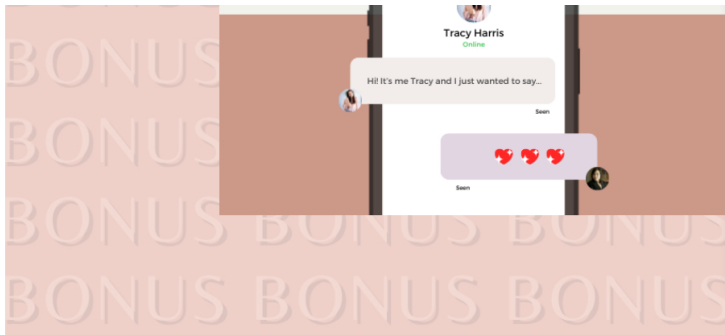 Tracy Harris
Online
BONUS
Hi! It's me Tracy and I just wanted to say...
Seen
BONUS
Seen
BONUS BONUS BONUS
BONUS BONUS BONUS